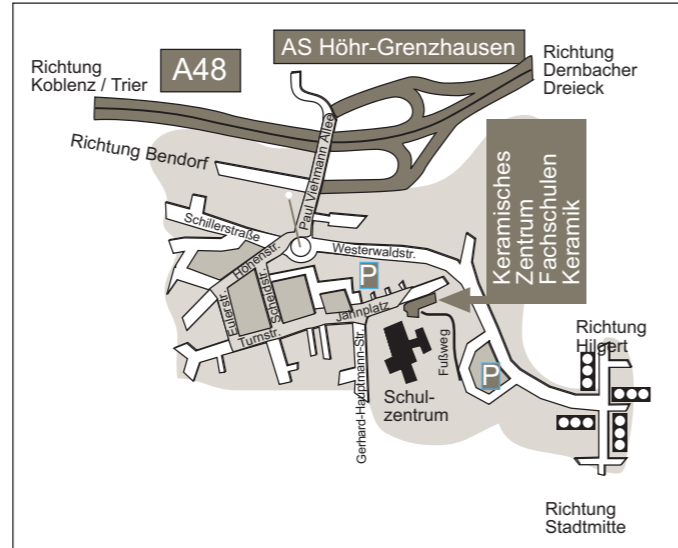 AS Höhr-Grenzhausen
A48
Richtung
Koblenz / Trier
Richtung
Dernbacher
Dreieck
Richtung Bendorf
Paul Viehmann Allee
Keramisches
Zentrum
Fachschulen
Keramik
Schillerstraße
Höhenstr.
Westerwaldstr.
P
Eulerstr.
Scheidstr.
Jahnplatz
Turnstr.
Gerhard-Hauptmann-Str.
Fußweg
P
Schul-
zentrum
Richtung
Hilgert
Richtung
Stadtmitte